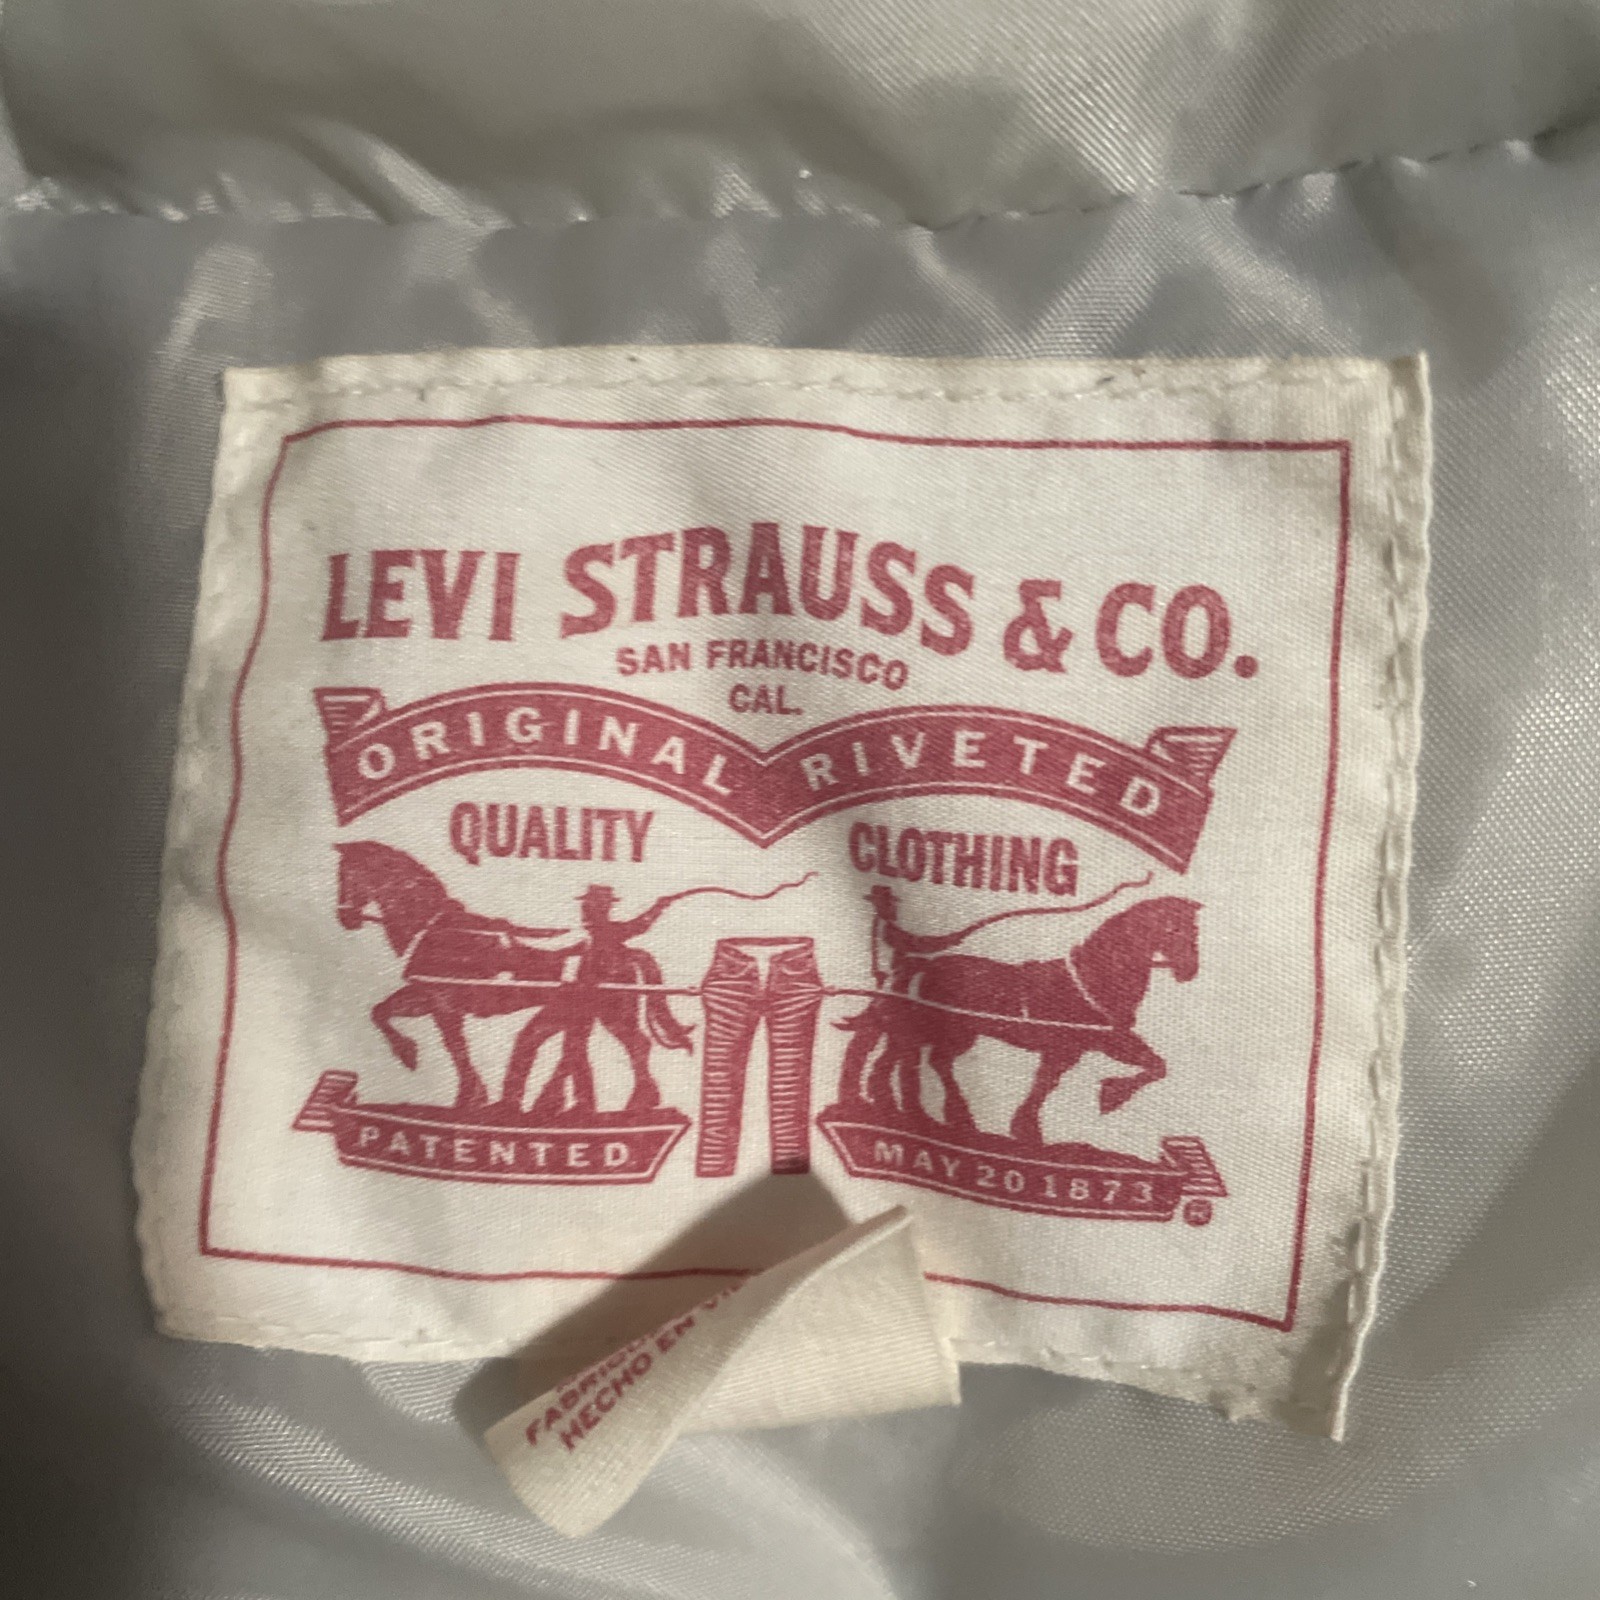 LEVI STRAUSS & CO.
SAN FRANCISCO
CAL.
ORIGINAL RIVETED
QUALITY CLOTHING
PATENTED MAY 20 1873
®
HECHO EN